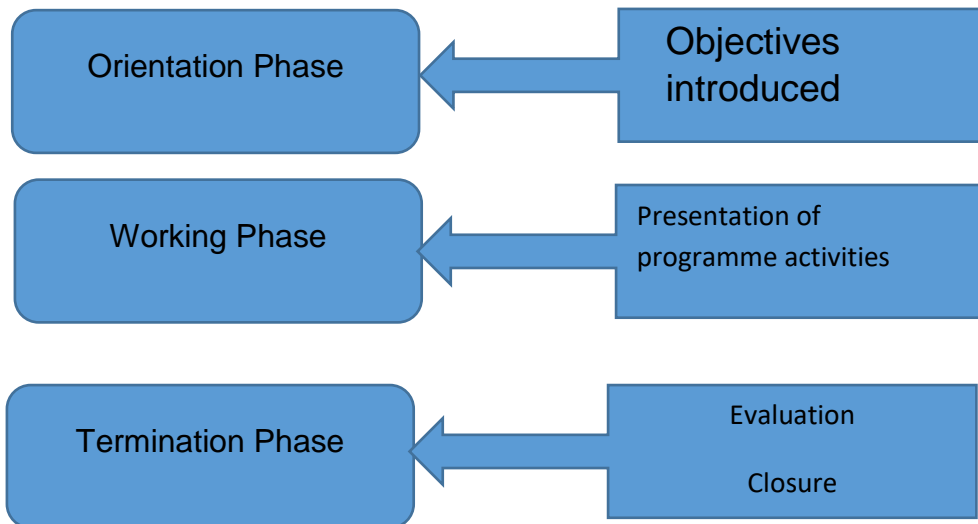 Orientation Phase
Objectives
introduced
Working Phase
Presentation of
programme activities
Termination Phase
Evaluation
Closure